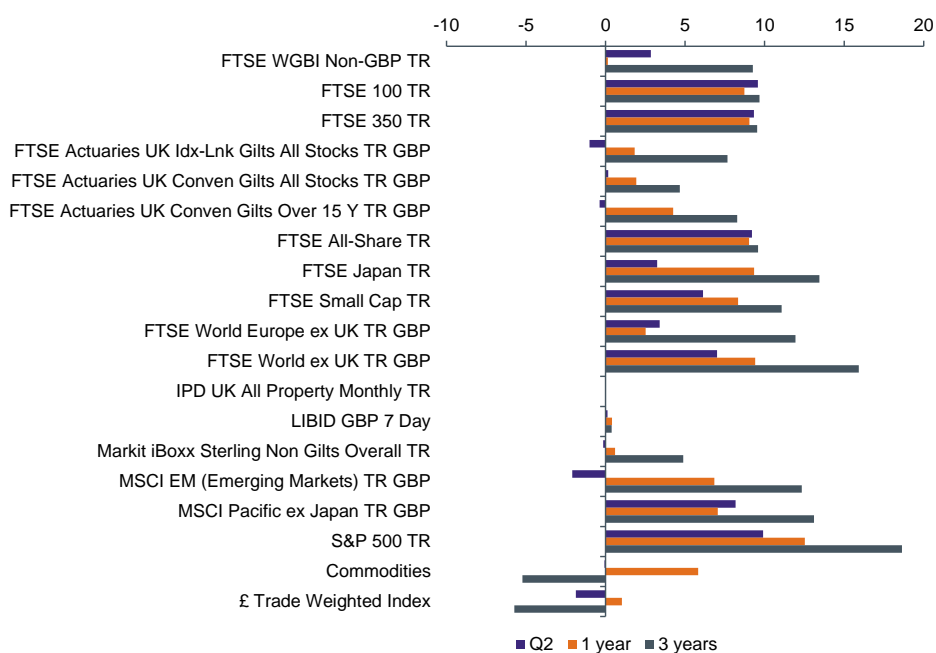 -10 -5 0 5 10 15 20
FTSE WGBI Non-GBP TR
FTSE 100 TR
FTSE 350 TR
FTSE Actuaries UK Idx-Lnk Gilts All Stocks TR GBP
FTSE Actuaries UK Conven Gilts All Stocks TR GBP
FTSE Actuaries UK Conven Gilts Over 15 Y TR GBP
FTSE All-Share TR
FTSE Japan TR
FTSE Small Cap TR
FTSE World Europe ex UK TR GBP
FTSE World ex UK TR GBP
IPD UK All Property Monthly TR
LIBID GBP 7 Day
Markit iBoxx Sterling Non Gilts Overall TR
MSCI EM (Emerging Markets) TR GBP
MSCI Pacific ex Japan TR GBP
S&P 500 TR
Commodities
£ Trade Weighted Index
Q2 1 year 3 years